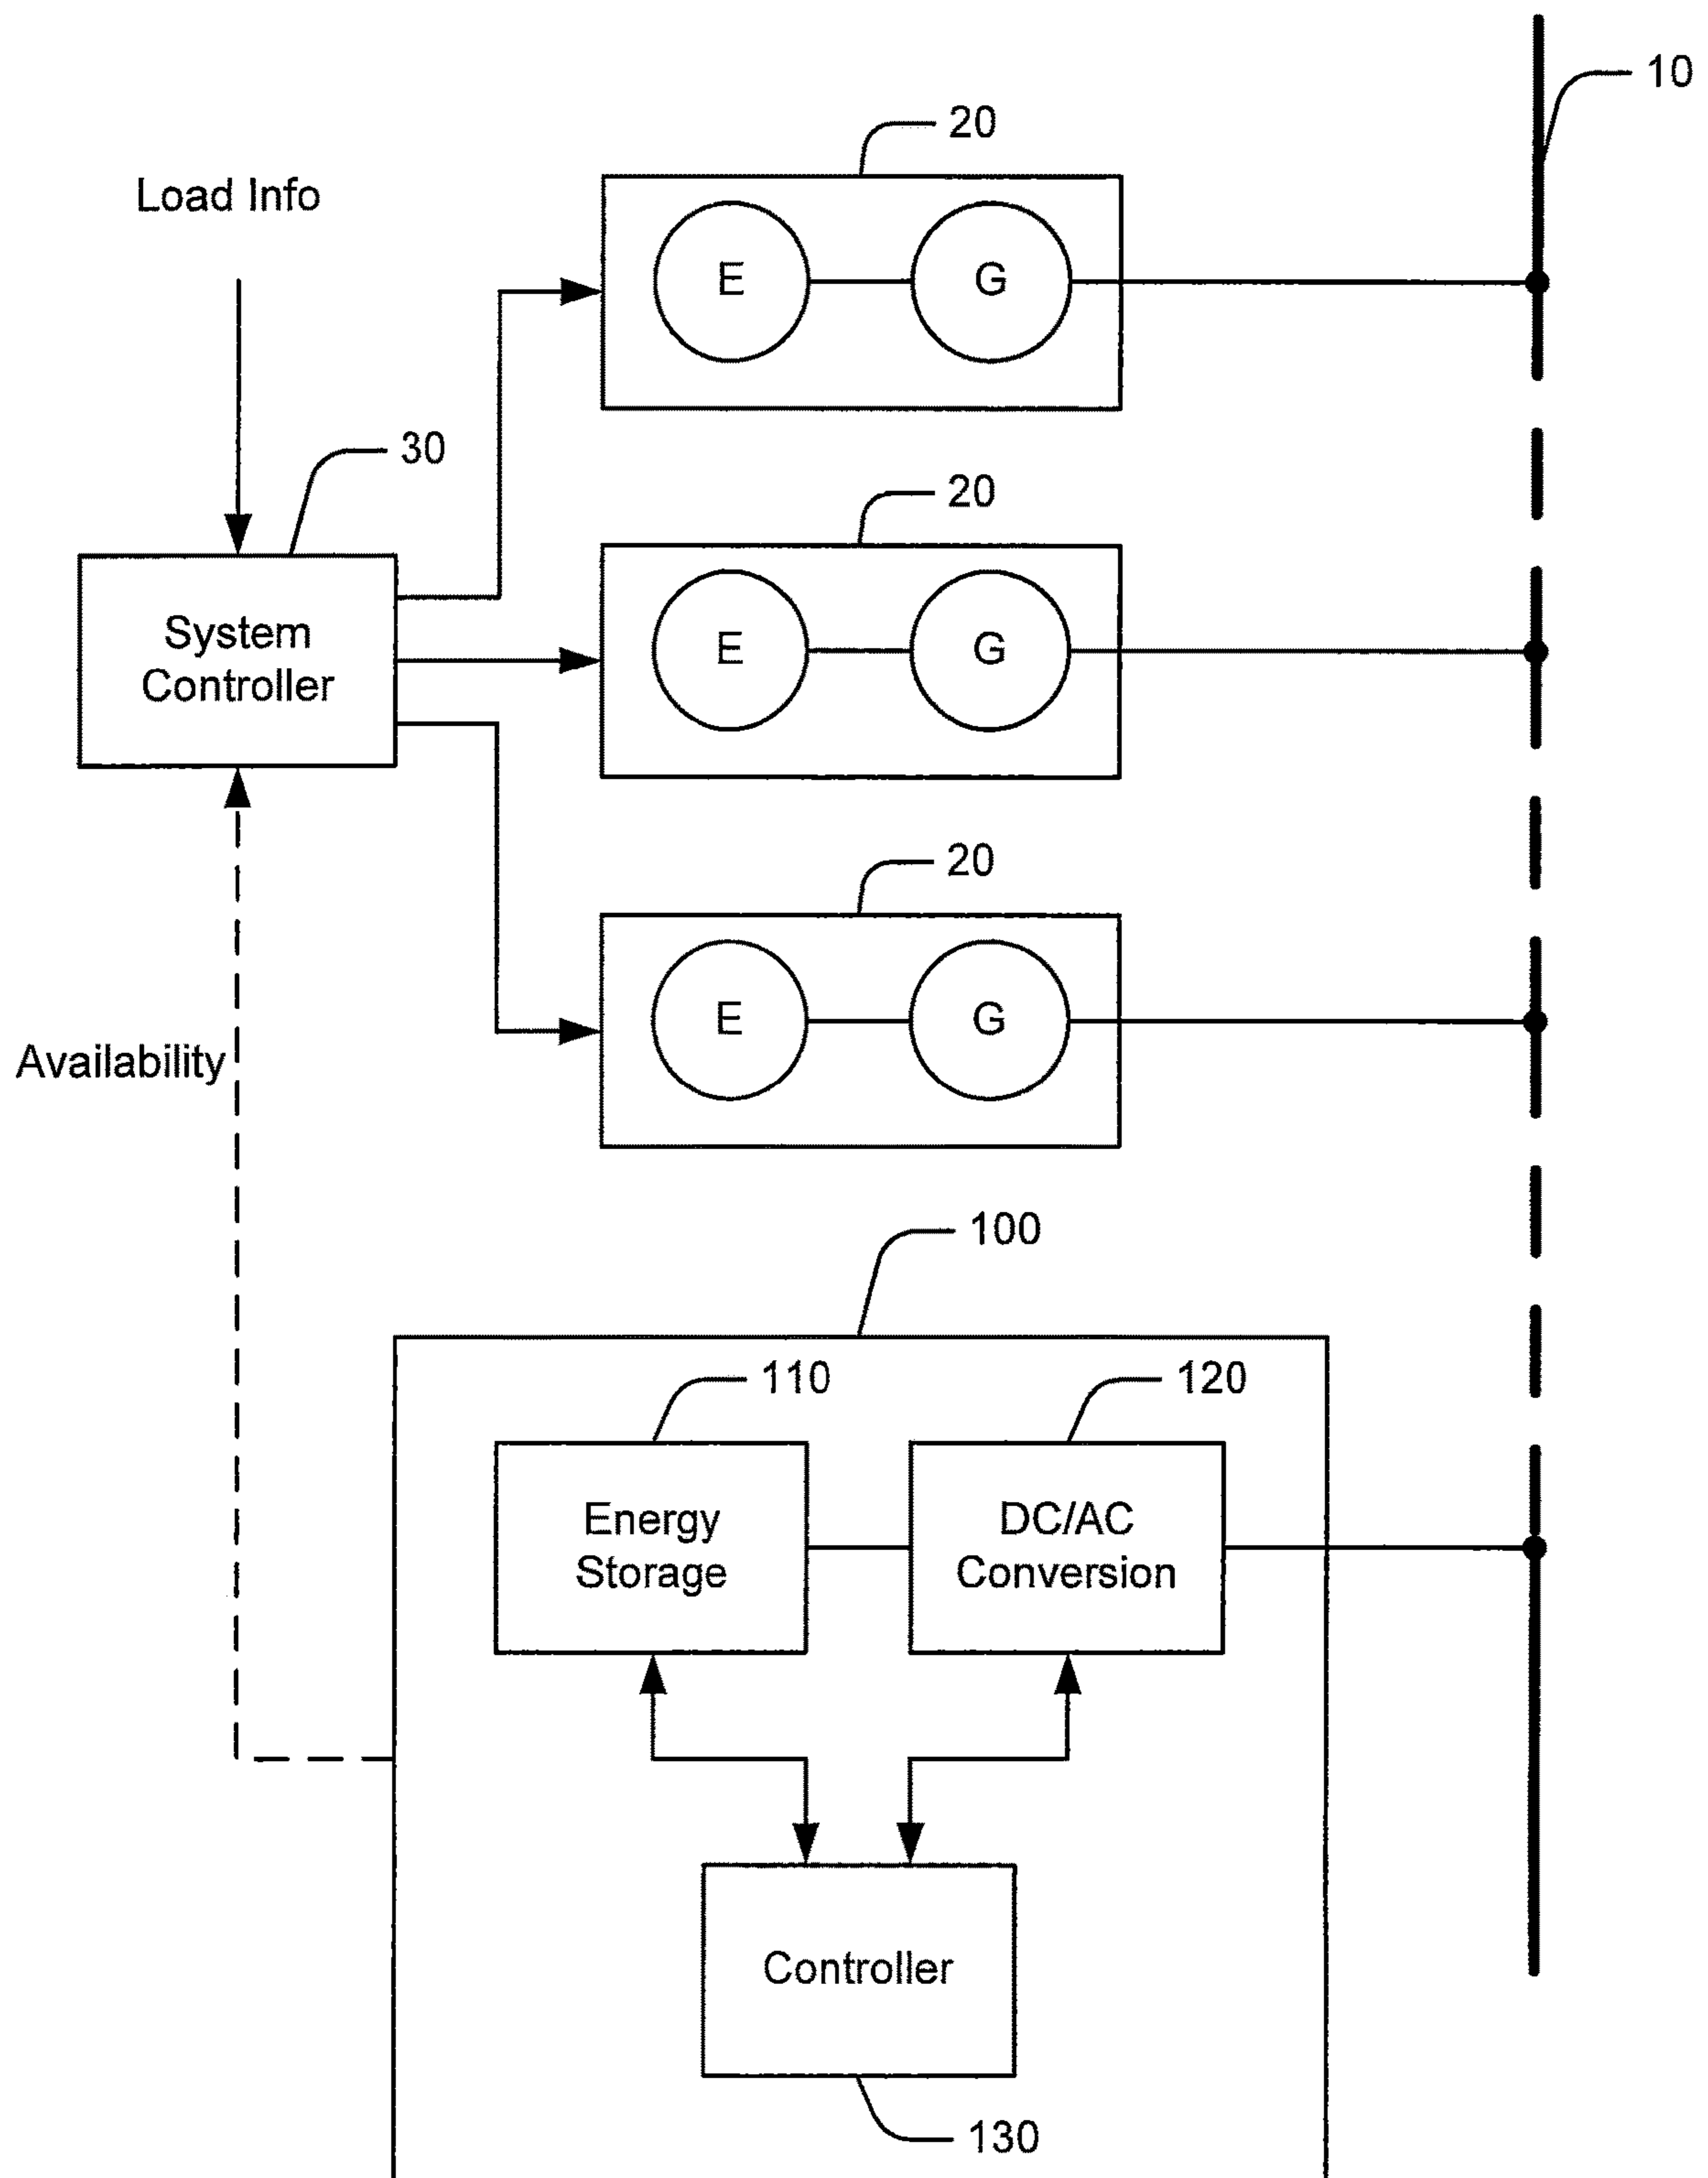 10
20
Load Info
E
G
30
20
System
Controller
E
G
20
Availability
E
G
100
110
120
Energy
Storage
DC/AC
Conversion
Controller
130